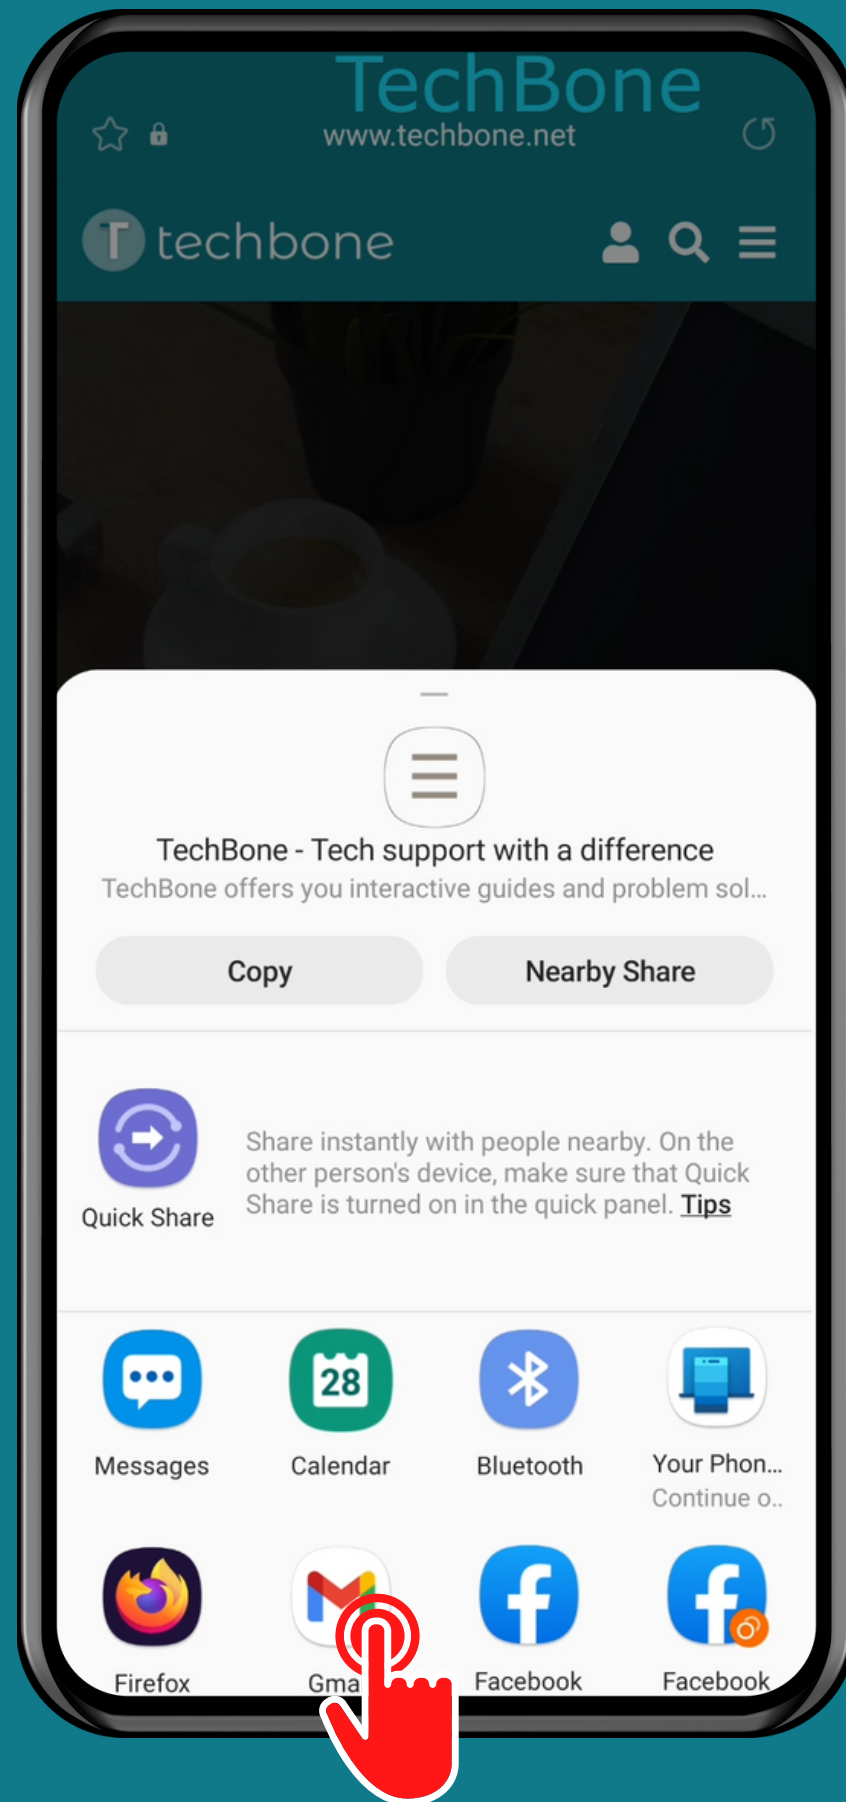 TechBone
www.techbone.net
T techbone
TechBone - Tech support with a difference
TechBone offers you interactive guides and problem sol...
Copy
Nearby Share
Quick Share
Share instantly with people nearby. On the
other person's device, make sure that Quick
Share is turned on in the quick panel. Tips
28
Messages
Calendar
Bluetooth
Your Phon...
Continue o..
Firefox
Gma
Facebook
Facebook